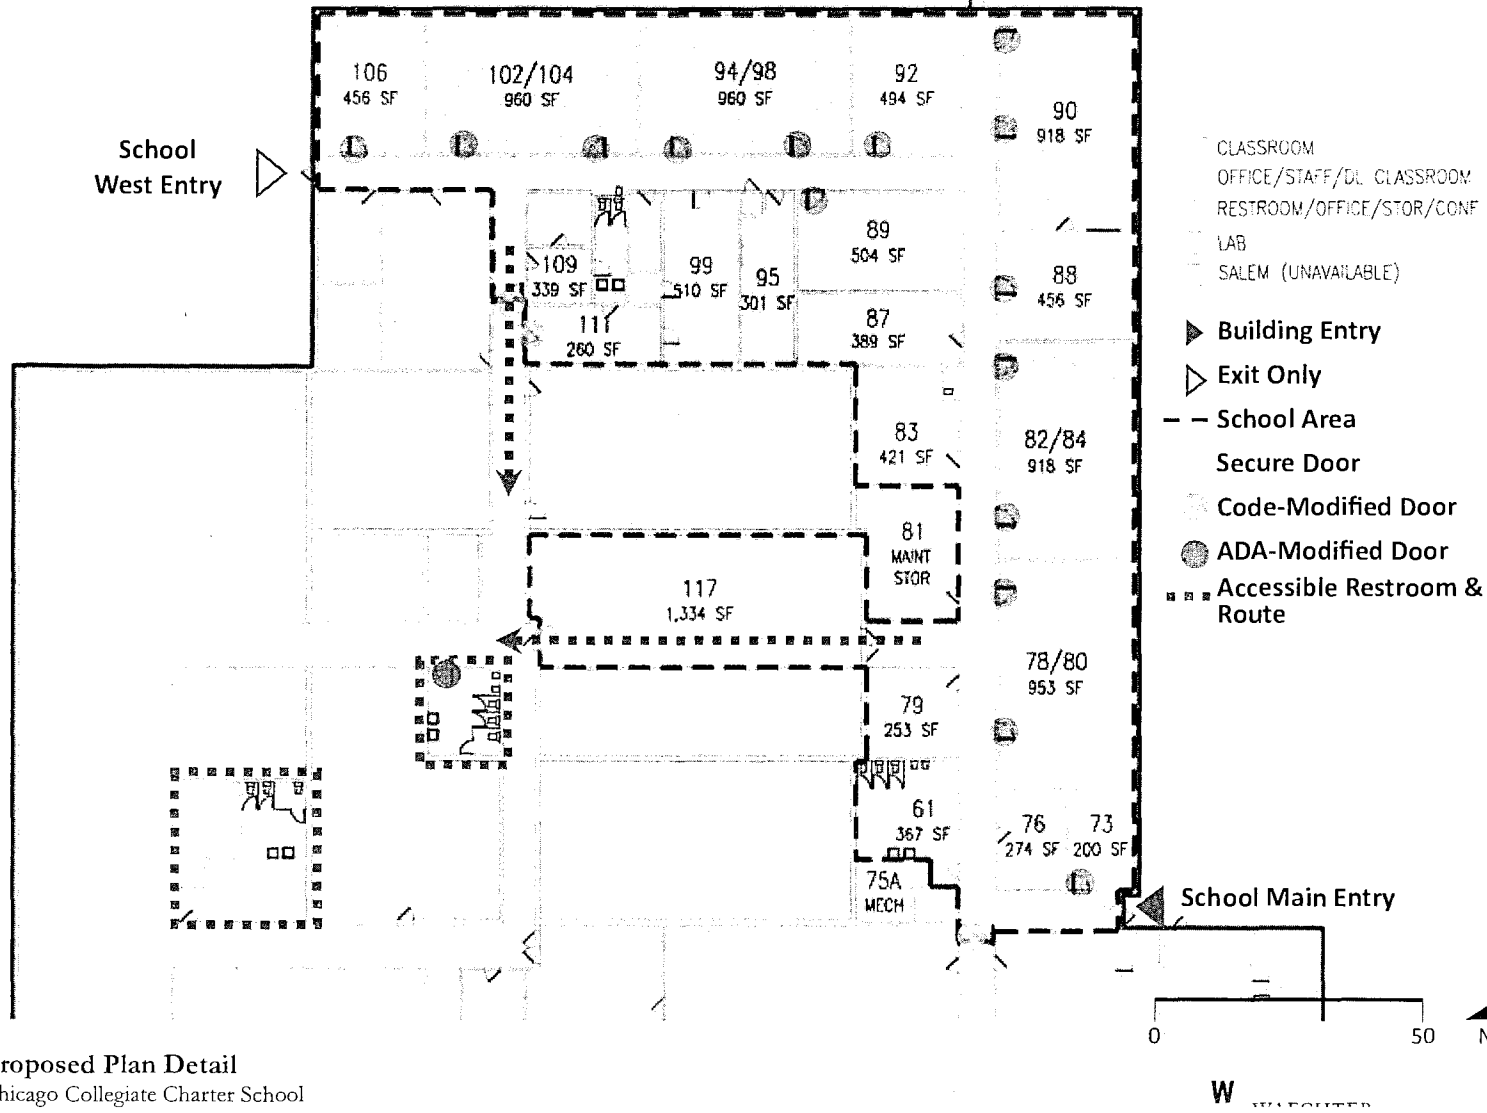 106
456 SF
102/104
960 SF
94/98
960 SF
92
494 SF
90
918 SF
School
West Entry
109
339 SF
111
260 SF
99
510 SF
95
301 SF
89
504 SF
87
389 SF
88
456 SF
83
421 SF
82/84
918 SF
81
MAINT
STOR
117
1,334 SF
78/80
953 SF
79
253 SF
61
367 SF
76
274 SF
73
200 SF
75A
MECH
School Main Entry
CLASSROOM
OFFICE/STAFF/DL CLASSROOM
RESTROOM/OFFICE/STOR/CONF
LAB
SALEM (UNAVAILABLE)
Building Entry
Exit Only
School Area
Secure Door
Code-Modified Door
ADA-Modified Door
Accessible Restroom &
Route
0
50
N
roposed Plan Detail
hicago Collegiate Charter School
W